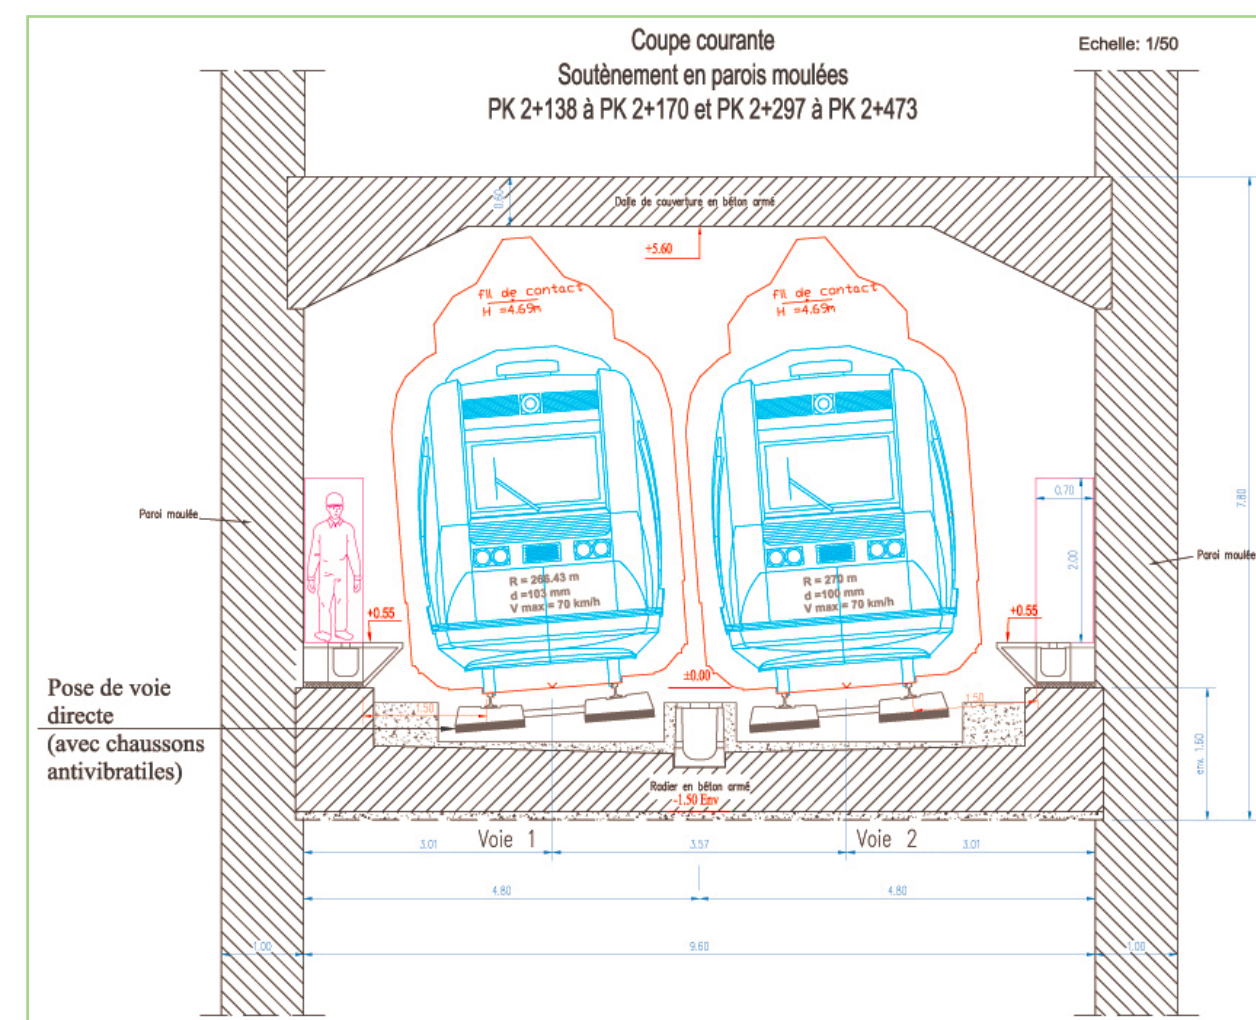 Coupe courante
Echelle: 1/50
Soutènement en parois moulées
PK 2+138 à PK 2+170 et PK 2+297 à PK 2+473
0.60
Dalle de couverture en béton armé
+5.60
fil de contact
H =4.69m
fil de contact
H =4.69m
7.80
0.70
Paroi moulée
Paroi moulée
2.00
R = 266.43 m
d =103 mm
V max = 70 km/h
R = 270 m
d =100 mm
V max = 70 km/h
+0.55
+0.55
±0.00
Pose de voie
directe
(avec chaussons
antivibratiles)
1.50
1.50
env. 1.60
Radier en béton armé
-1.50 Env
Voie 1
Voie 2
3.01
3.57
3.01
4.80
4.80
1.00
9.60
1.00